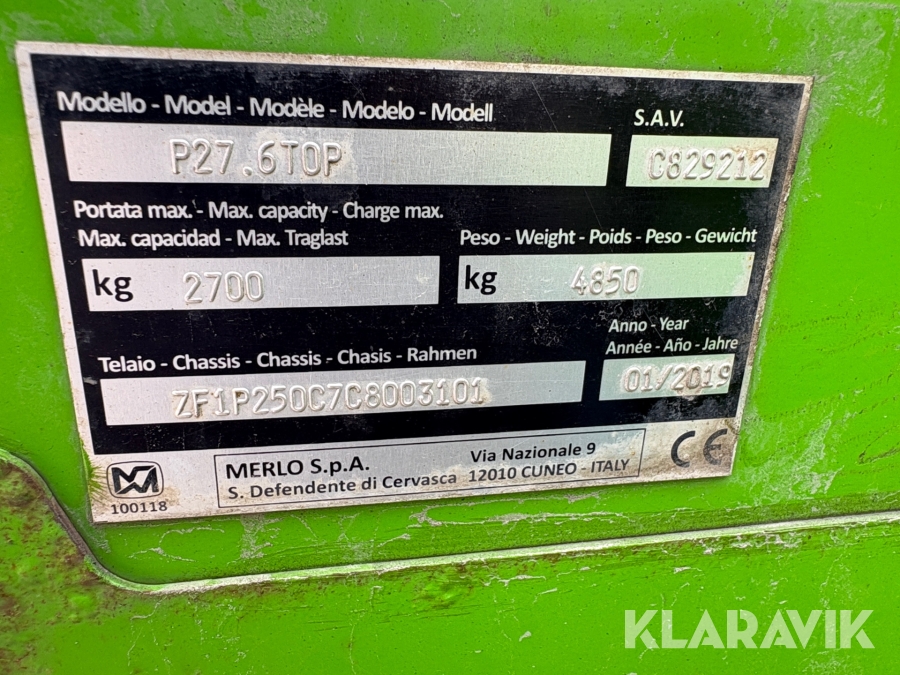 Modello - Model - Modèle - Modelo - Modell
S.A.V.
P27.6TOP
C829212
Portata max. - Max. capacity - Charge max.
Max. capacidad - Max. Traglast
Peso - Weight - Poids - Peso - Gewicht
kg 2700
kg 4850
Anno - Year
Année - Año - Jahre
Telaio - Chassis - Chassis - Chasis - Rahmen
ZF1P250C7C8003101
01/2019
MERLO S.p.A.
Via Nazionale 9
S. Defendente di Cervasca
12010 CUNEO - ITALY
CE
100118
KLARAVIK